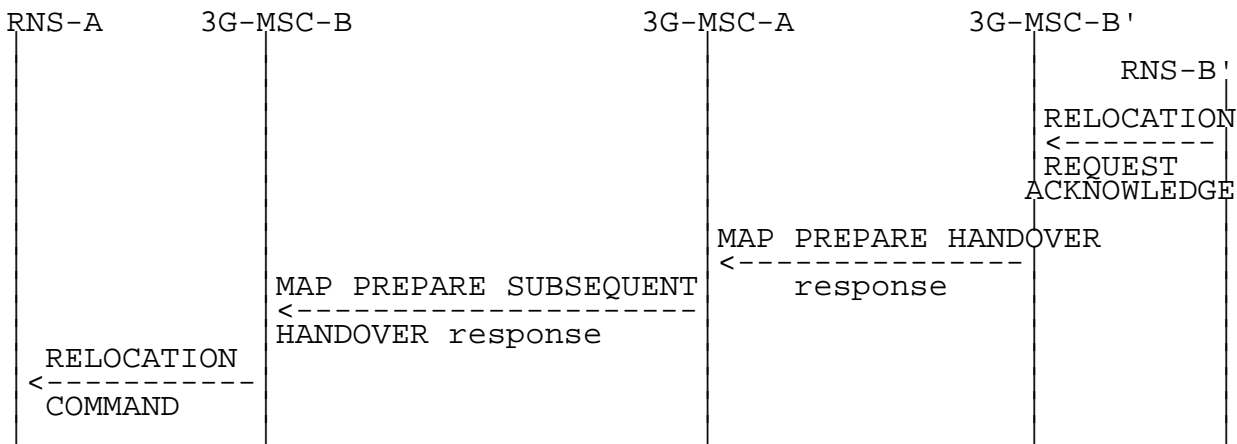 RNS-A 3G-MSC-B 3G-MSC-A 3G-MSC-B'
RNS-B'
RELOCATION
REQUEST
ACKNOWLEDGE
MAP PREPARE HANDOVER
response
MAP PREPARE SUBSEQUENT
HANDOVER response
RELOCATION
COMMAND